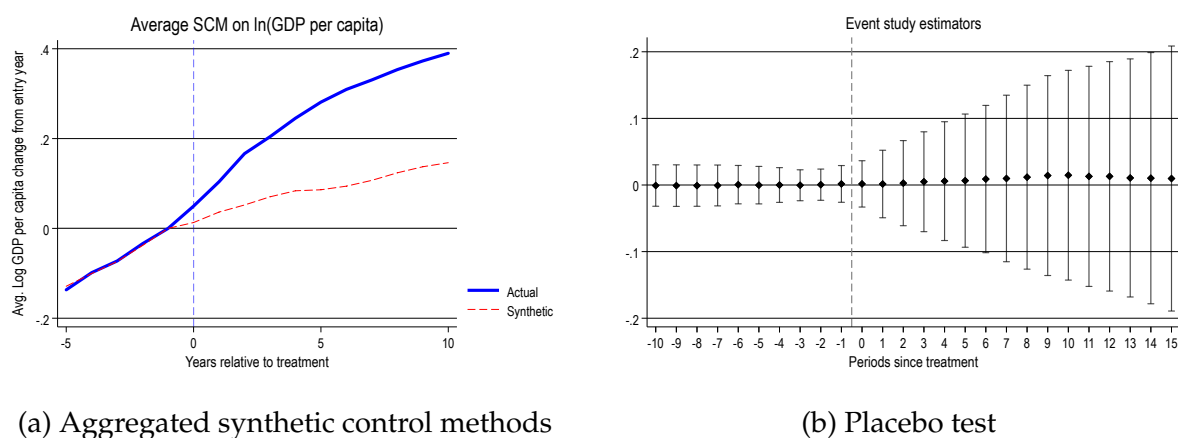 Average SCM on ln(GDP per capita)
Avg. Log GDP per capita change from entry year
.4
.2
0
-.2
-5
0
5
10
Years relative to treatment
Actual
Synthetic
(a) Aggregated synthetic control methods
Event study estimators
.2
.1
0
-.1
-.2
-10 -9 -8 -7 -6 -5 -4 -3 -2 -1 0 1 2 3 4 5 6 7 8 9 10 11 12 13 14 15
Periods since treatment
(b) Placebo test